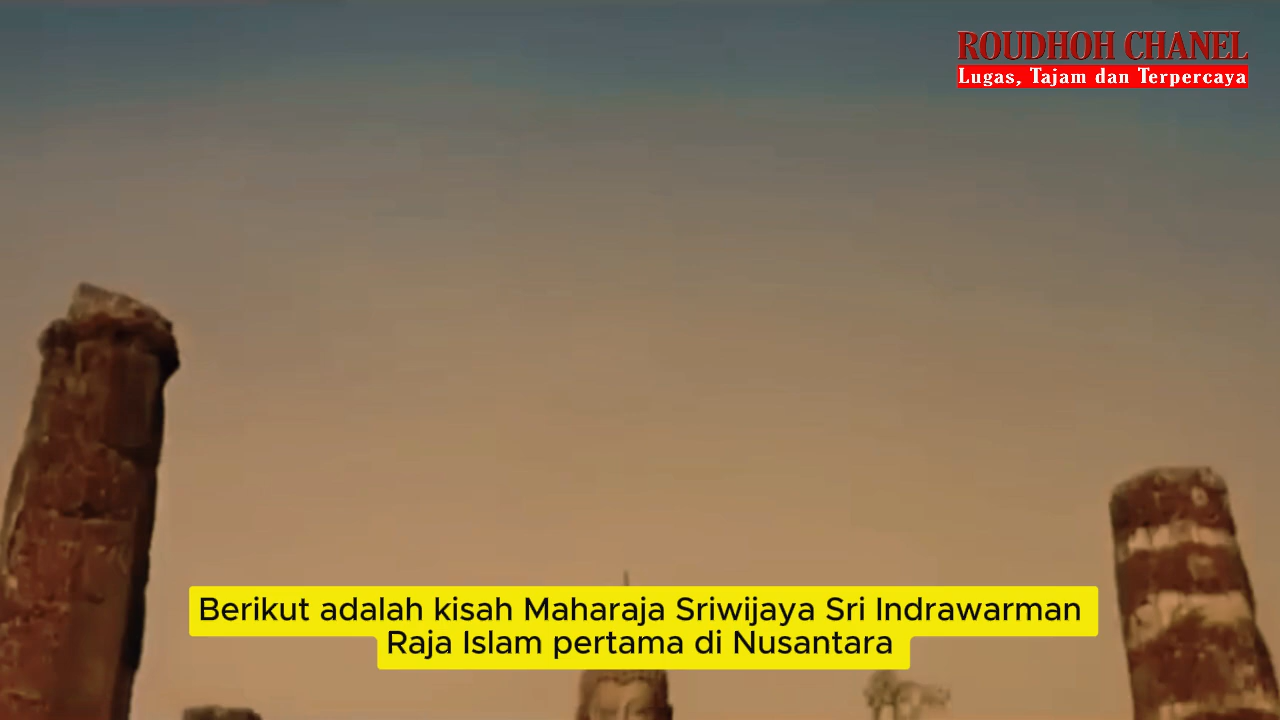 ROUDHOH CHANEL
Lugas, Tajam dan Terpercaya
Berikut adalah kisah Maharaja Sriwijaya Sri Indrawarman
Raja Islam pertama di Nusantara